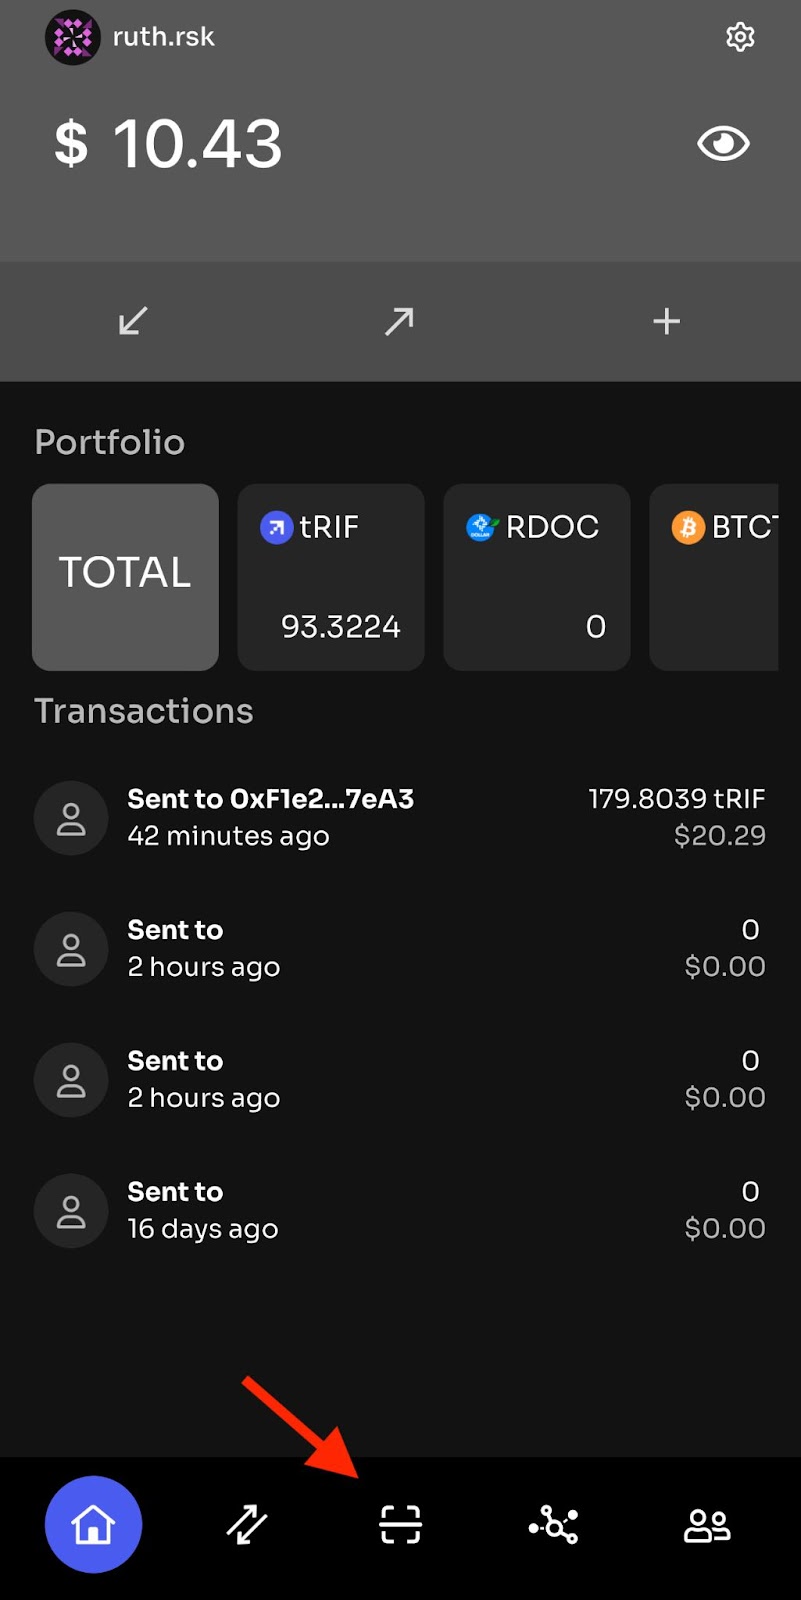 ruth.rsk
$ 10.43
Portfolio
TOTAL
tRIF
93.3224
RDOC
0
BTC
Transactions
Sent to 0xF1e2...7eA3
179.8039 tRIF
42 minutes ago
$20.29
Sent to
0
2 hours ago
$0.00
Sent to
0
2 hours ago
$0.00
Sent to
0
16 days ago
$0.00